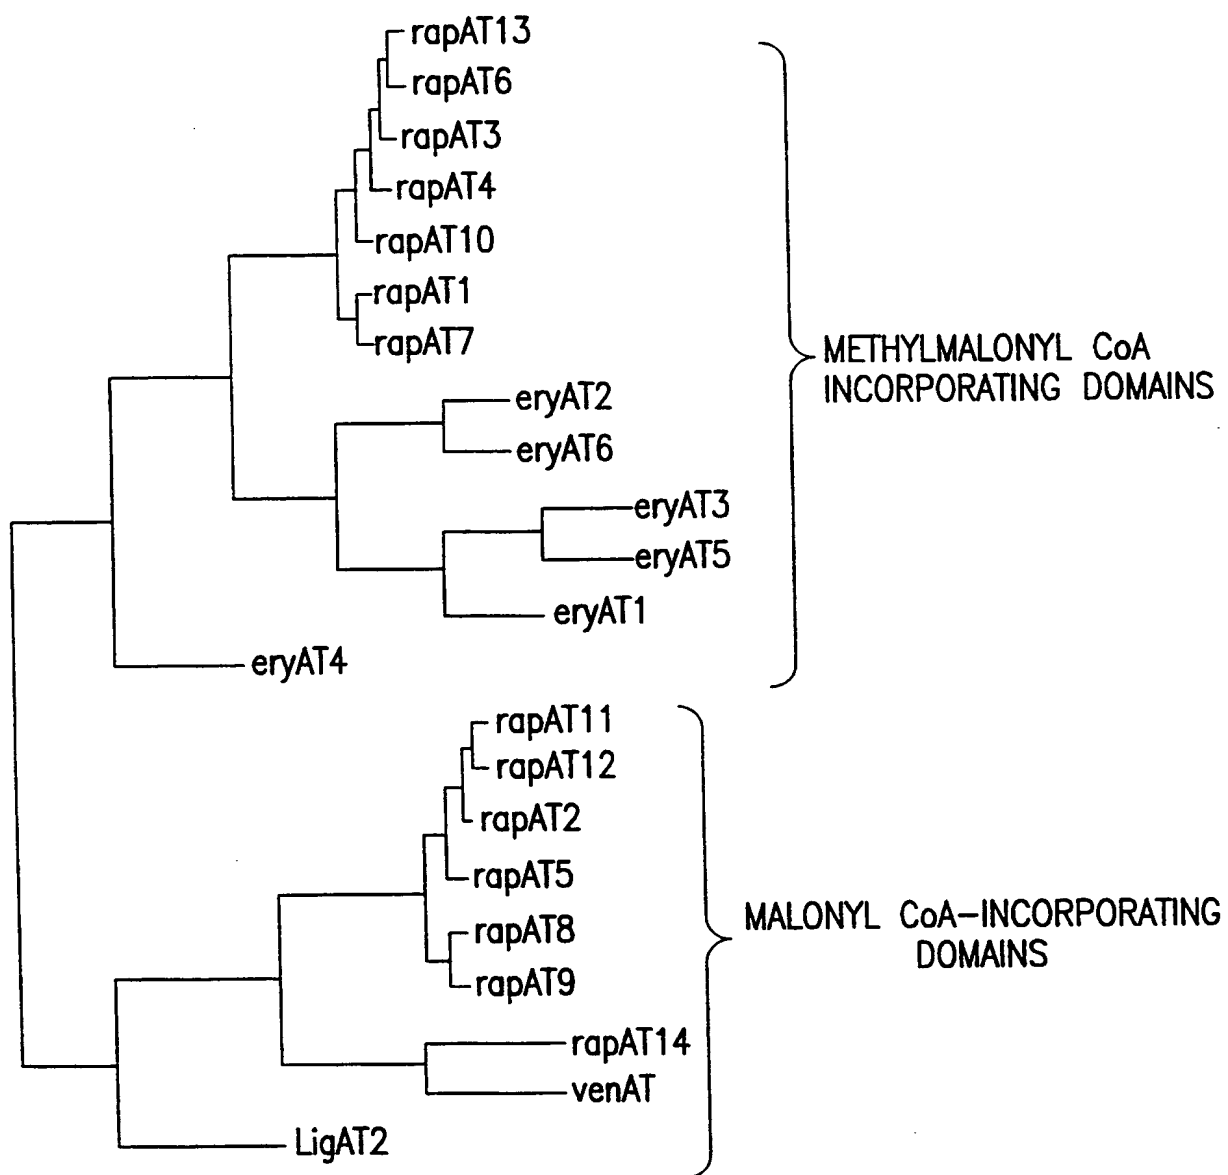 rapAT13
rapAT6
rapAT3
rapAT4
rapAT10
rapAT1
rapAT7
METHYLMALONYL CoA
INCORPORATING DOMAINS
eryAT2
eryAT6
eryAT3
eryAT5
eryAT1
eryAT4
rapAT11
rapAT12
rapAT2
rapAT5
rapAT8
rapAT9
MALONYL CoA-INCORPORATING
DOMAINS
rapAT14
venAT
LigAT2